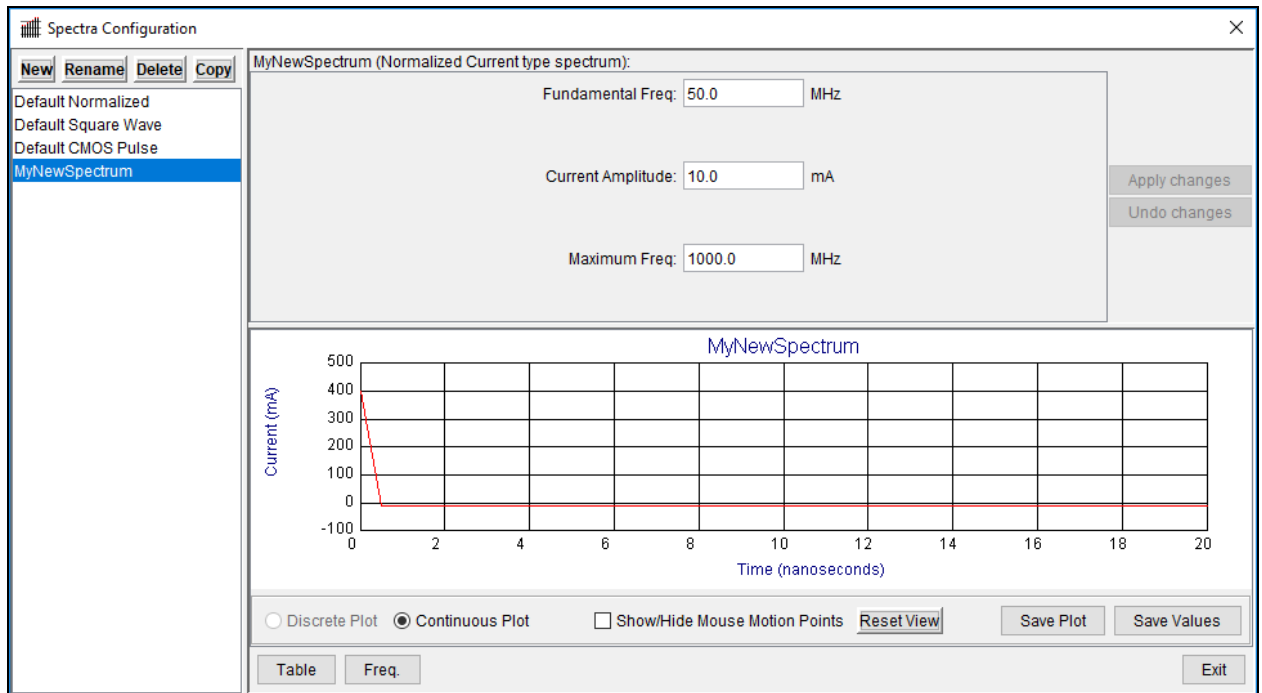 Spectra Configuration
New Rename Delete Copy
Default Normalized
Default Square Wave
Default CMOS Pulse
MyNewSpectrum
MyNewSpectrum (Normalized Current type spectrum):
Fundamental Freq: 50.0 MHz
Current Amplitude: 10.0 mA
Maximum Freq: 1000.0 MHz
Apply changes
Undo changes
MyNewSpectrum
Current (mA)
500
400
300
200
100
0
-100
0 2 4 6 8 10 12 14 16 18 20
Time (nanoseconds)
Discrete Plot Continuous Plot Show/Hide Mouse Motion Points Reset View Save Plot Save Values
Table Freq. Exit